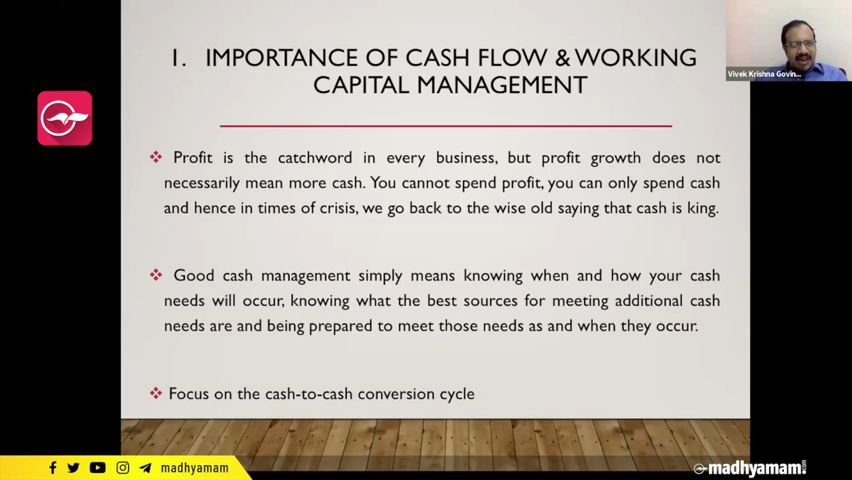 1. IMPORTANCE OF CASH FLOW & WORKING
CAPITAL MANAGEMENT
Vivek Krishna Govin...
Profit is the catchword in every business, but profit growth does not
necessarily mean more cash. You cannot spend profit, you can only spend cash
and hence in times of crisis, we go back to the wise old saying that cash is king.
Good cash management simply means knowing when and how your cash
needs will occur, knowing what the best sources for meeting additional cash
needs are and being prepared to meet those needs as and when they occur.
Focus on the cash-to-cash conversion cycle
madhyamam
madhyamam.com